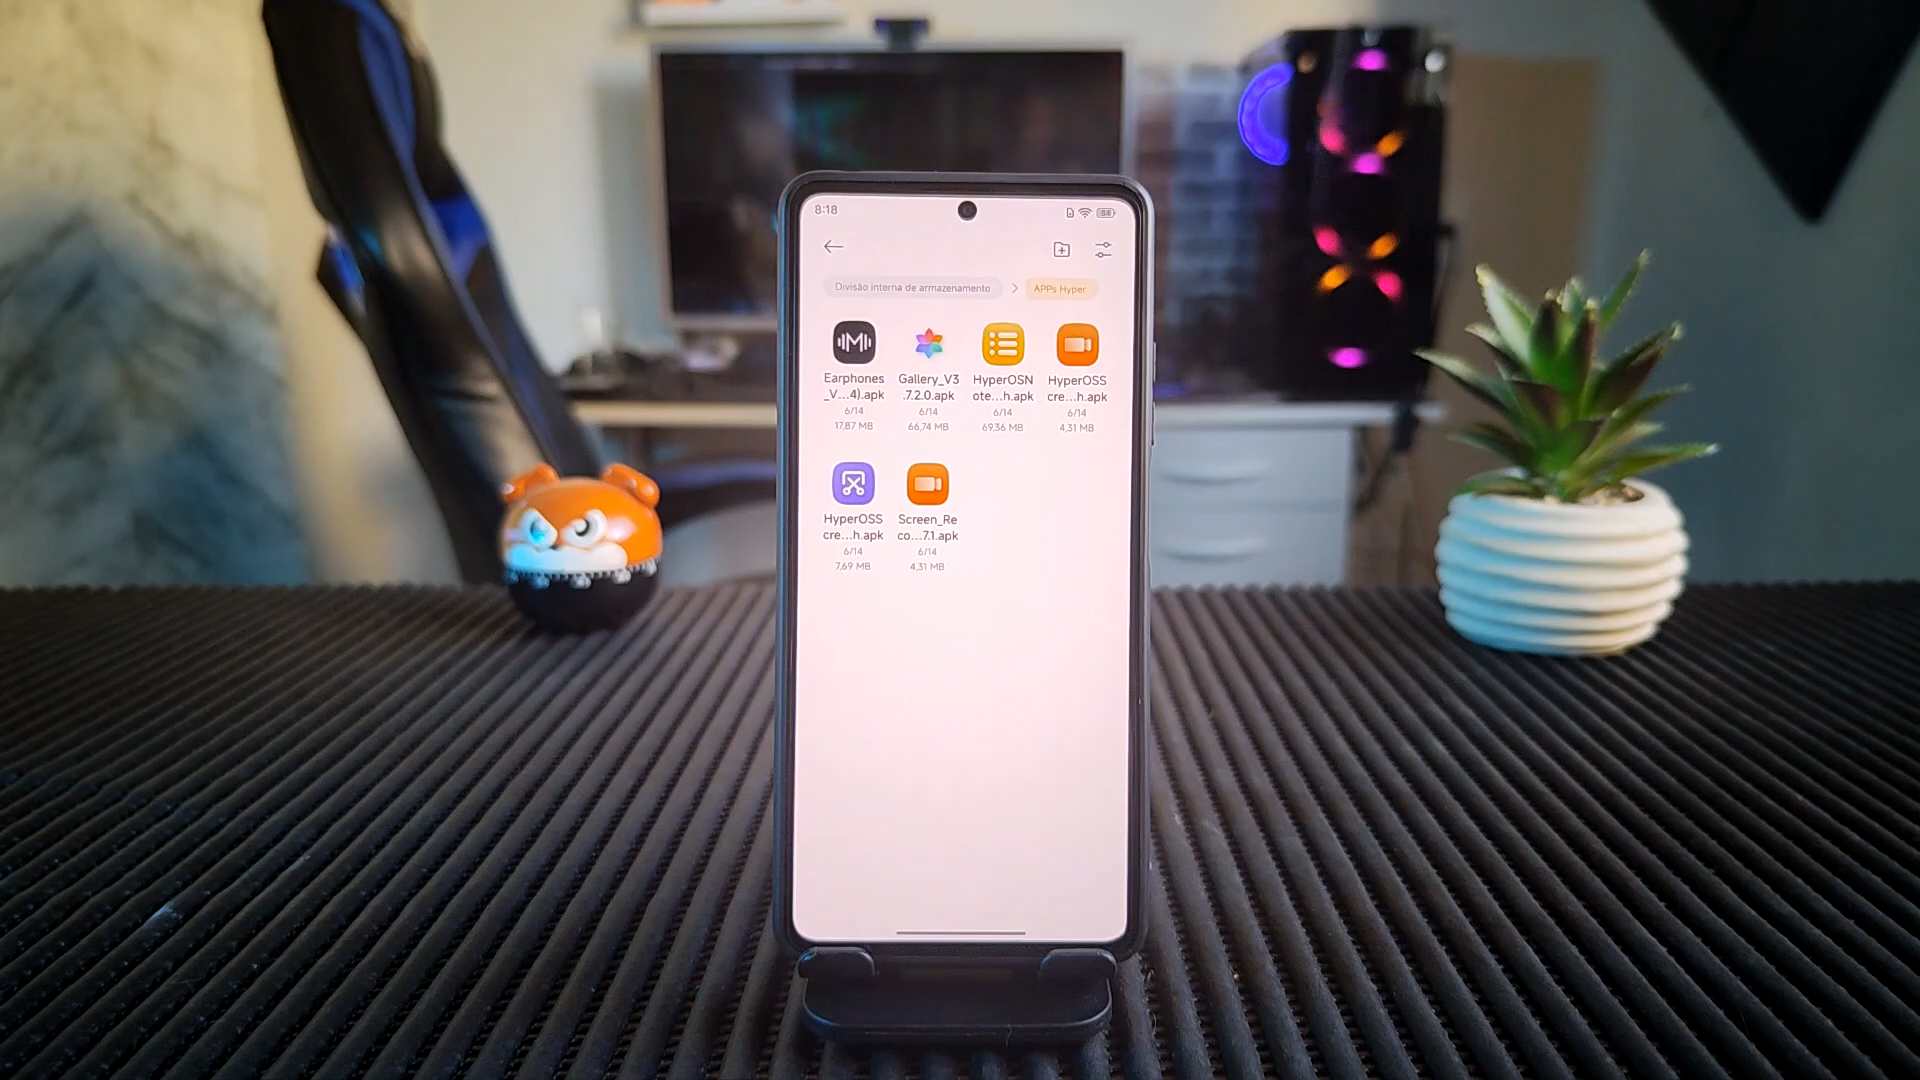 8:18
Divisão interna de armazenamento > APPs Hyper
Earphones
_V...4).apk
6/14
17,87 MB
Gallery_V3
.7.2.0.apk
6/14
66,74 MB
HyperOSN
ote...h.apk
6/14
69,36 MB
HyperOSS
cre...h.apk
6/14
4,31 MB
HyperOSS
cre...h.apk
6/14
7,69 MB
Screen_Re
co...7.1.apk
6/14
4,31 MB